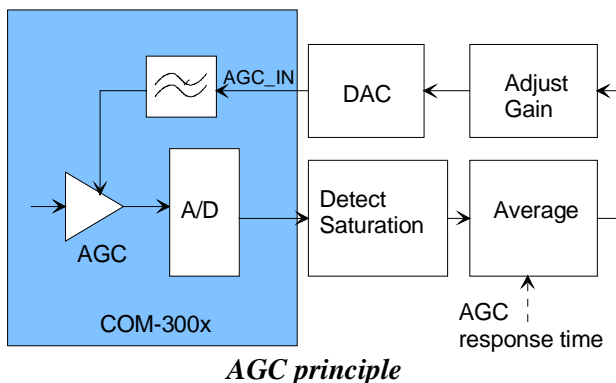 AGC_IN
DAC
Adjust
Gain
A/D
Detect
Saturation
Average
AGC
COM-300x
AGC
response time
AGC principle